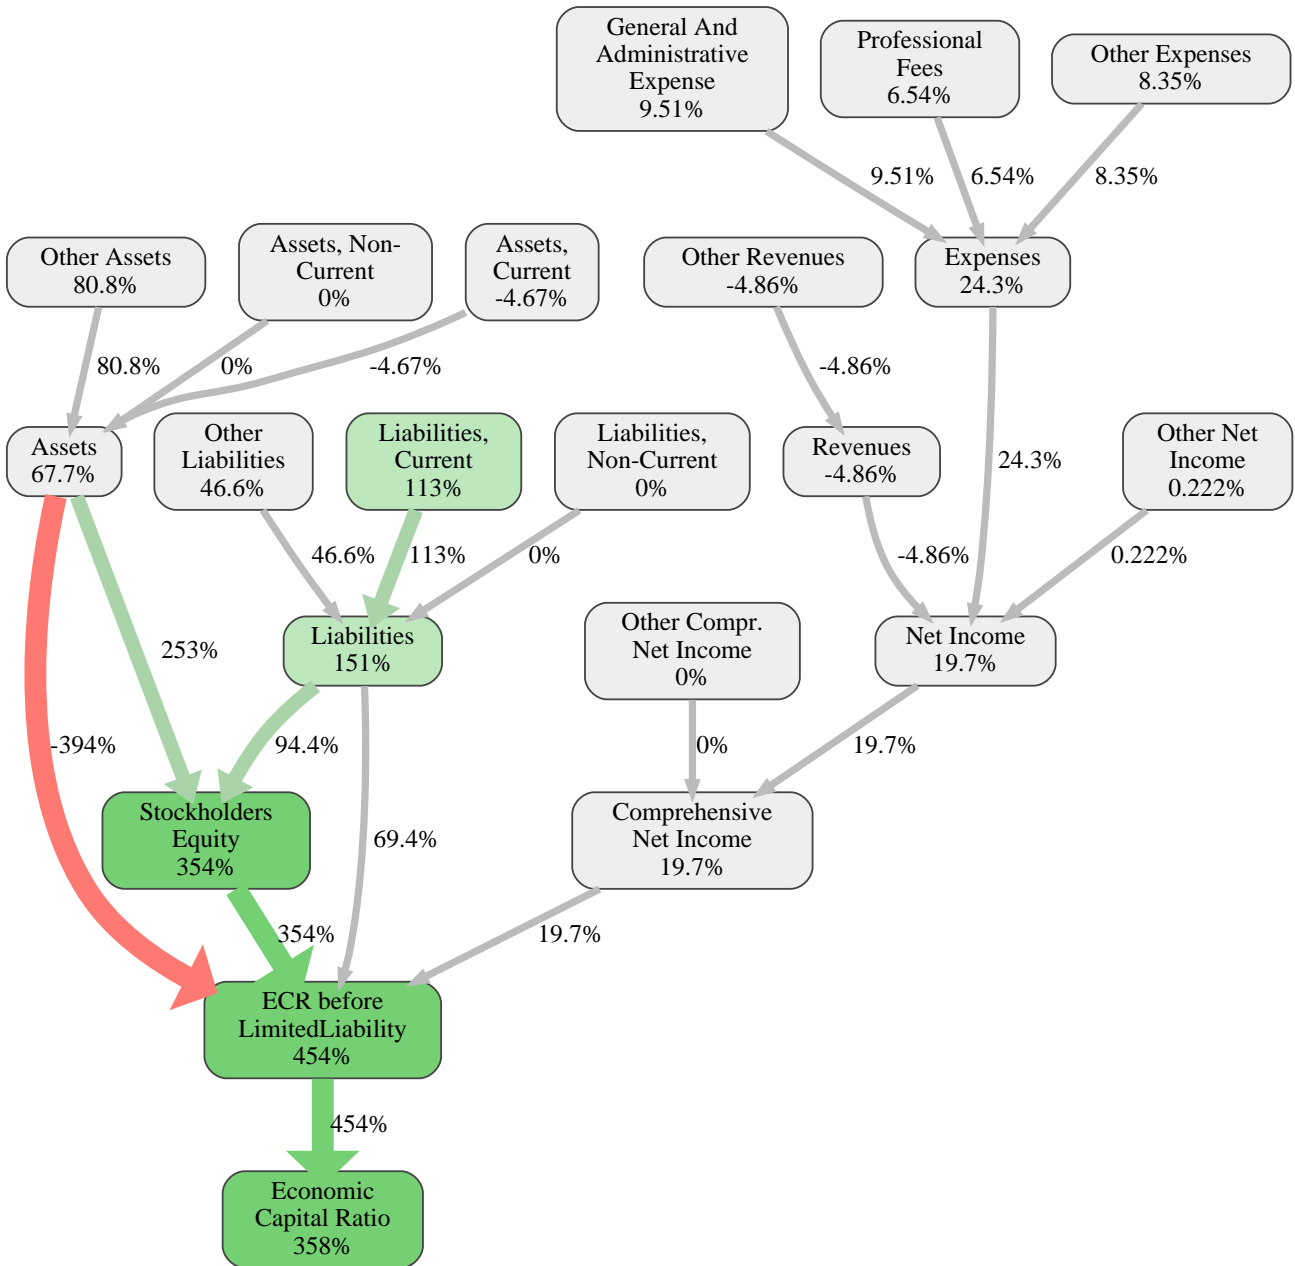 General And
Administrative
Expense
9.51%
Professional
Fees
6.54%
Other Expenses
8.35%
9.51%
6.54%
8.35%
Other Assets
80.8%
Assets, Non-
Current
0%
Assets,
Current
-4.67%
Other Revenues
-4.86%
Expenses
24.3%
80.8%
0%
-4.67%
-4.86%
Assets
67.7%
Other
Liabilities
46.6%
Liabilities,
Current
113%
Liabilities,
Non-Current
0%
Revenues
-4.86%
24.3%
Other Net
Income
0.222%
46.6%
113%
0%
-4.86%
0.222%
253%
Liabilities
151%
Other Compr.
Net Income
0%
Net Income
19.7%
-394%
94.4%
0%
19.7%
Stockholders
Equity
354%
69.4%
Comprehensive
Net Income
19.7%
354%
19.7%
ECR before
LimitedLiability
454%
454%
Economic
Capital Ratio
358%